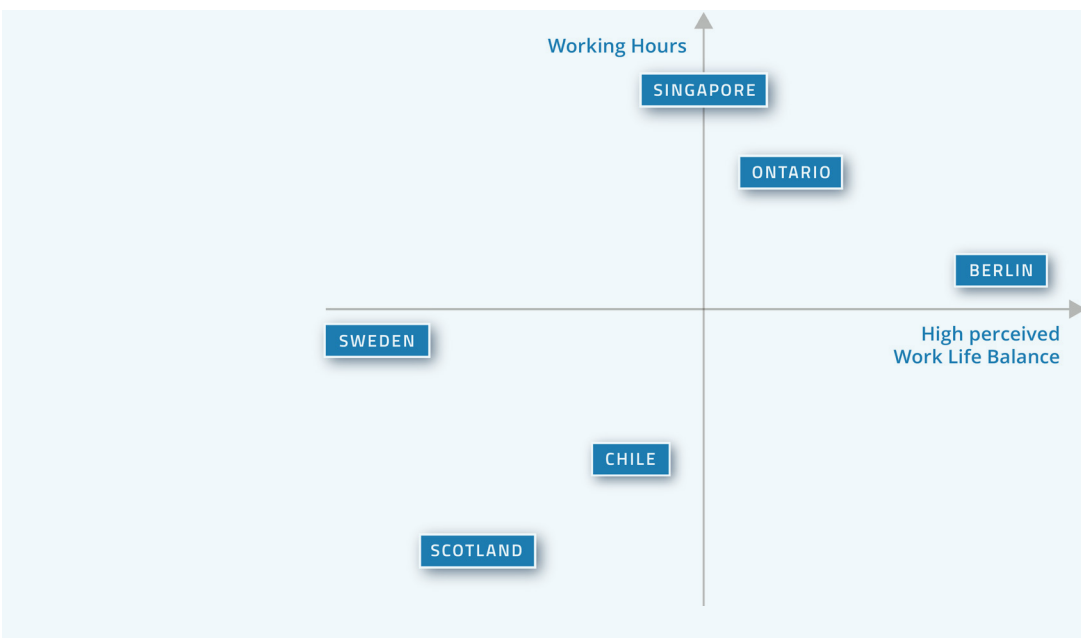 Working Hours
SINGAPORE
ONTARIO
BERLIN
High perceived
Work Life Balance
SWEDEN
CHILE
SCOTLAND